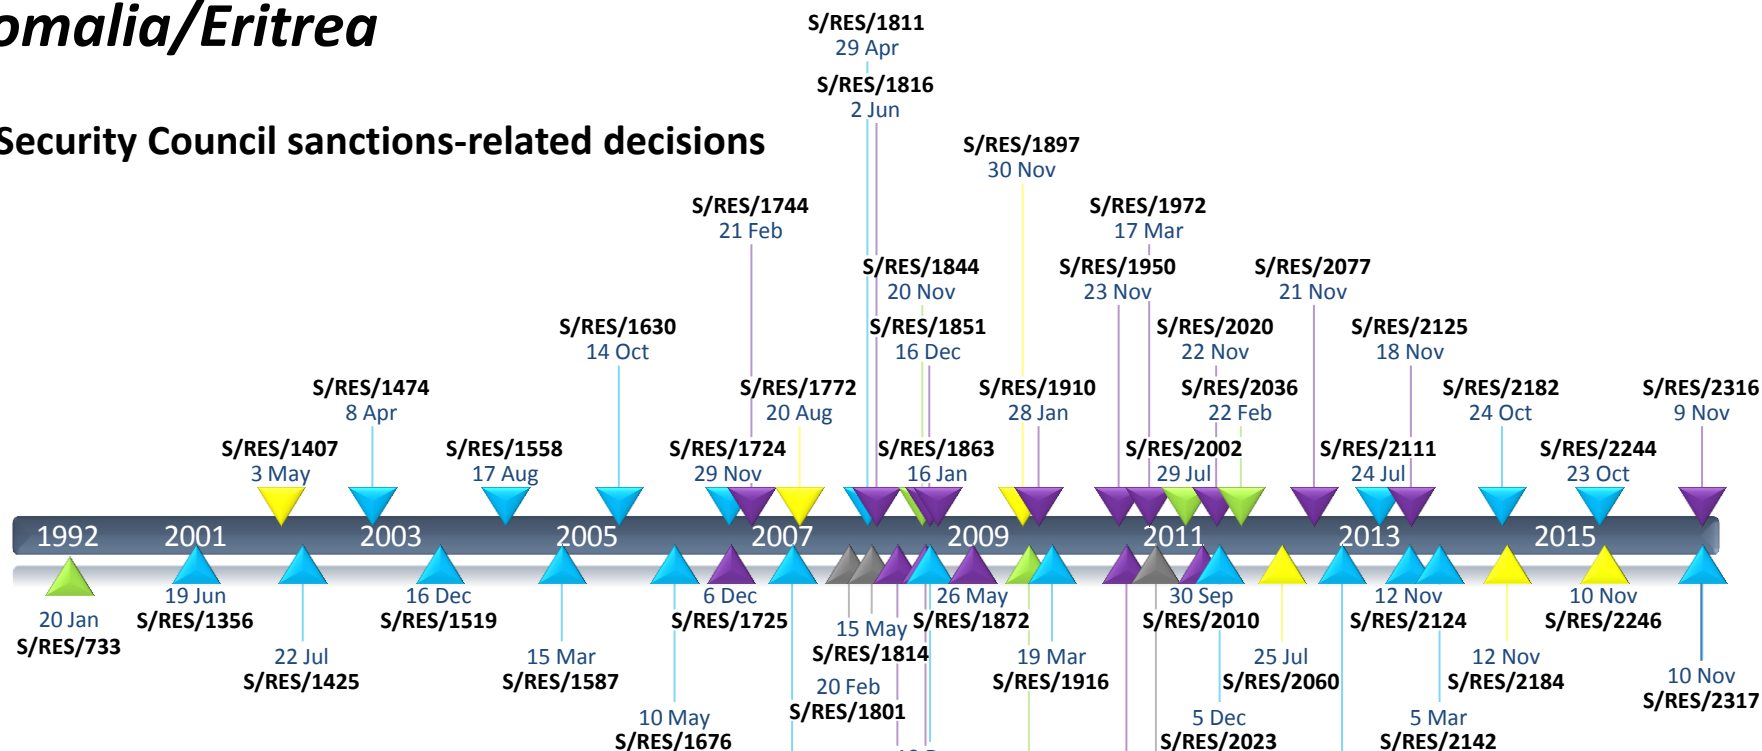 omalia/Eritrea
Security Council sanctions-related decisions
S/RES/1811
29 Apr
S/RES/1816
2 Jun
S/RES/1897
30 Nov
S/RES/1744
21 Feb
S/RES/1972
17 Mar
S/RES/1844
20 Nov
S/RES/1950
23 Nov
S/RES/2077
21 Nov
S/RES/1630
14 Oct
S/RES/1851
16 Dec
S/RES/2020
22 Nov
S/RES/2125
18 Nov
S/RES/1474
8 Apr
S/RES/1772
20 Aug
S/RES/1910
28 Jan
S/RES/2036
22 Feb
S/RES/2182
24 Oct
S/RES/2316
9 Nov
S/RES/1407
3 May
S/RES/1558
17 Aug
S/RES/1724
29 Nov
S/RES/1863
16 Jan
S/RES/2002
29 Jul
S/RES/2111
24 Jul
S/RES/2244
23 Oct
1992 2001 2003 2005 2007 2009 2011 2013 2015
20 Jan
S/RES/733
19 Jun
S/RES/1356
16 Dec
S/RES/1519
6 Dec
S/RES/1725
26 May
S/RES/1872
30 Sep
S/RES/2010
12 Nov
S/RES/2124
10 Nov
S/RES/2246
15 May
S/RES/1814
22 Jul
S/RES/1425
15 Mar
S/RES/1587
19 Mar
S/RES/1916
25 Jul
S/RES/2060
12 Nov
S/RES/2184
10 Nov
S/RES/2317
20 Feb
S/RES/1801
10 May
S/RES/1676
5 Dec
S/RES/2023
5 Mar
S/RES/2142